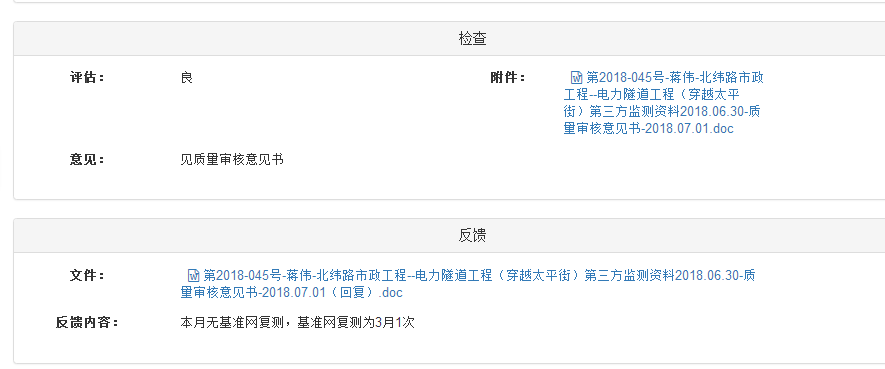 检查
评估： 良 附件： 第2018-045号-蒋伟-北纬路市政
工程--电力隧道工程（穿越太平
街）第三方监测资料2018.06.30-质
量审核意见书-2018.07.01.doc
意见： 见质量审核意见书
反馈
文件： 第2018-045号-蒋伟-北纬路市政工程--电力隧道工程（穿越太平街）第三方监测资料2018.06.30-质
量审核意见书-2018.07.01（回复）.doc
反馈内容： 本月无基准网复测，基准网复测为3月1次